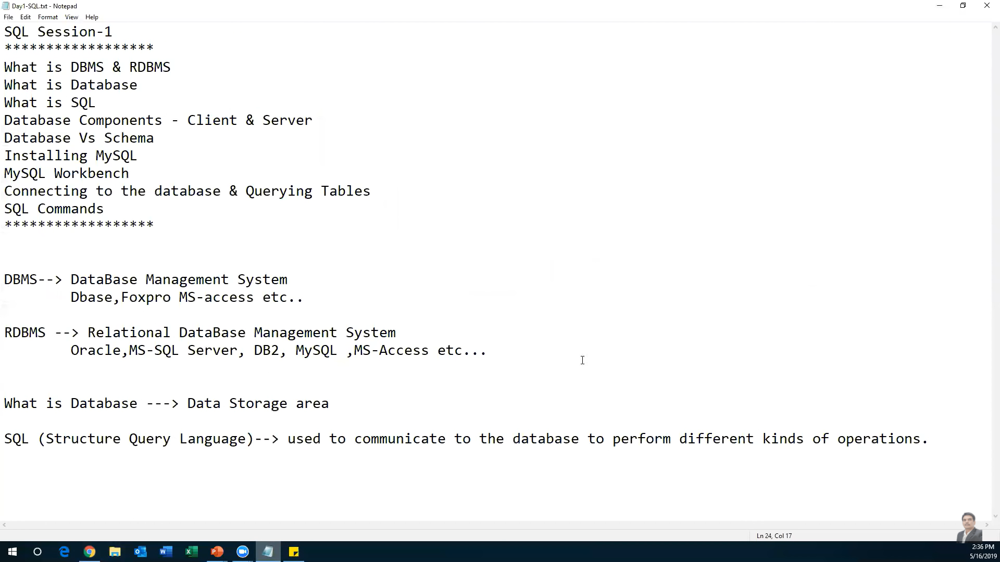 Day1-SQL.txt - Notepad
File Edit Format View Help
SQL Session-1
******************
What is DBMS & RDBMS
What is Database
What is SQL
Database Components - Client & Server
Database Vs Schema
Installing MySQL
MySQL Workbench
Connecting to the database & Querying Tables
SQL Commands
******************
DBMS--> DataBase Management System
Dbase,Foxpro MS-access etc..
RDBMS --> Relational DataBase Management System
Oracle,MS-SQL Server, DB2, MySQL ,MS-Access etc...
What is Database ---> Data Storage area
SQL (Structure Query Language)--> used to communicate to the database to perform different kinds of operations.
Ln 24, Col 17
2:36 PM
5/16/2019